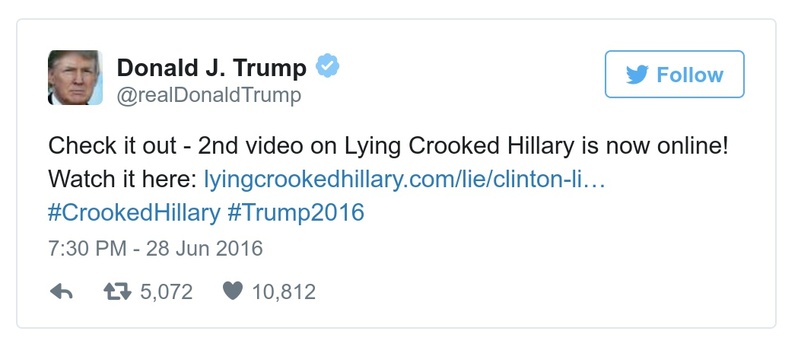 Donald J. Trump
@realDonaldTrump
Follow
Check it out - 2nd video on Lying Crooked Hillary is now online!
Watch it here: lyingcrookedhillary.com/lie/clinton-li…
#CrookedHillary #Trump2016
7:30 PM - 28 Jun 2016
5,072 10,812